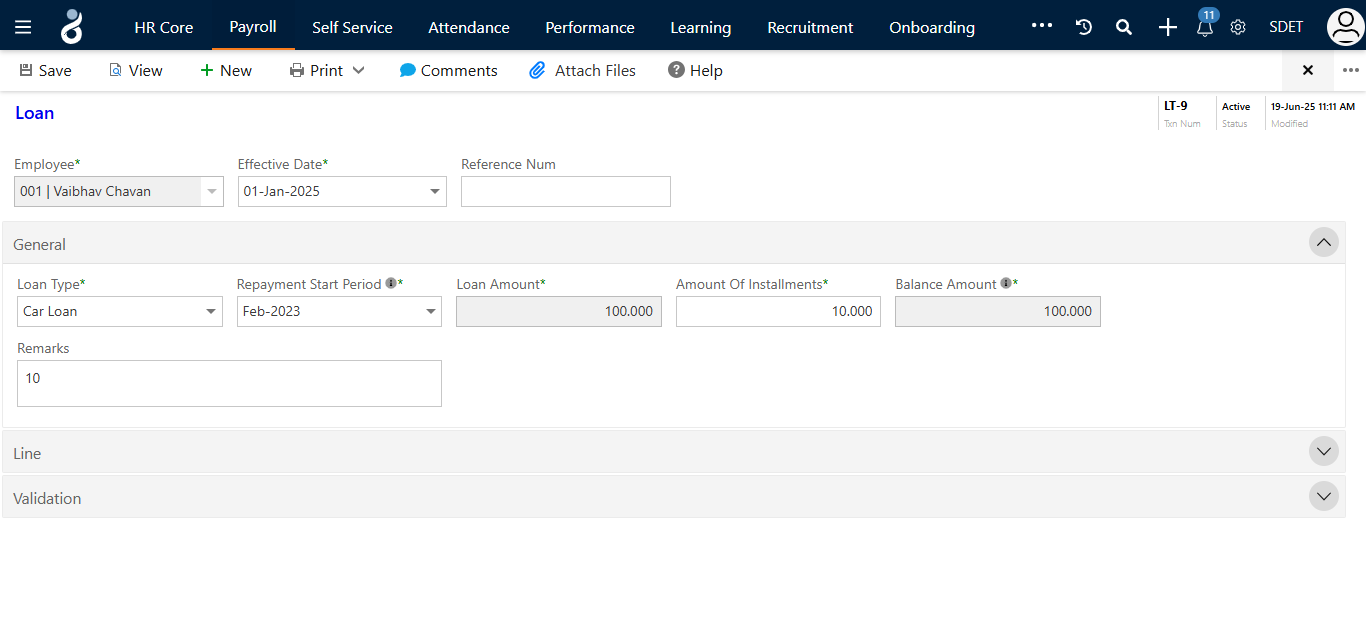 HR Core Payroll Self Service Attendance Performance Learning Recruitment Onboarding ••• 11 SDET
Save View New Print Comments Attach Files Help •••
Loan
LT-9 Active 19-Jun-25 11:11 AM
Txn Num Status Modified
Employee* Effective Date* Reference Num
001 | Vaibhav Chavan 01-Jan-2025
General
Loan Type* Repayment Start Period * Loan Amount* Amount Of Installments* Balance Amount *
Car Loan Feb-2023 100.000 10.000 100.000
Remarks
10
Line
Validation